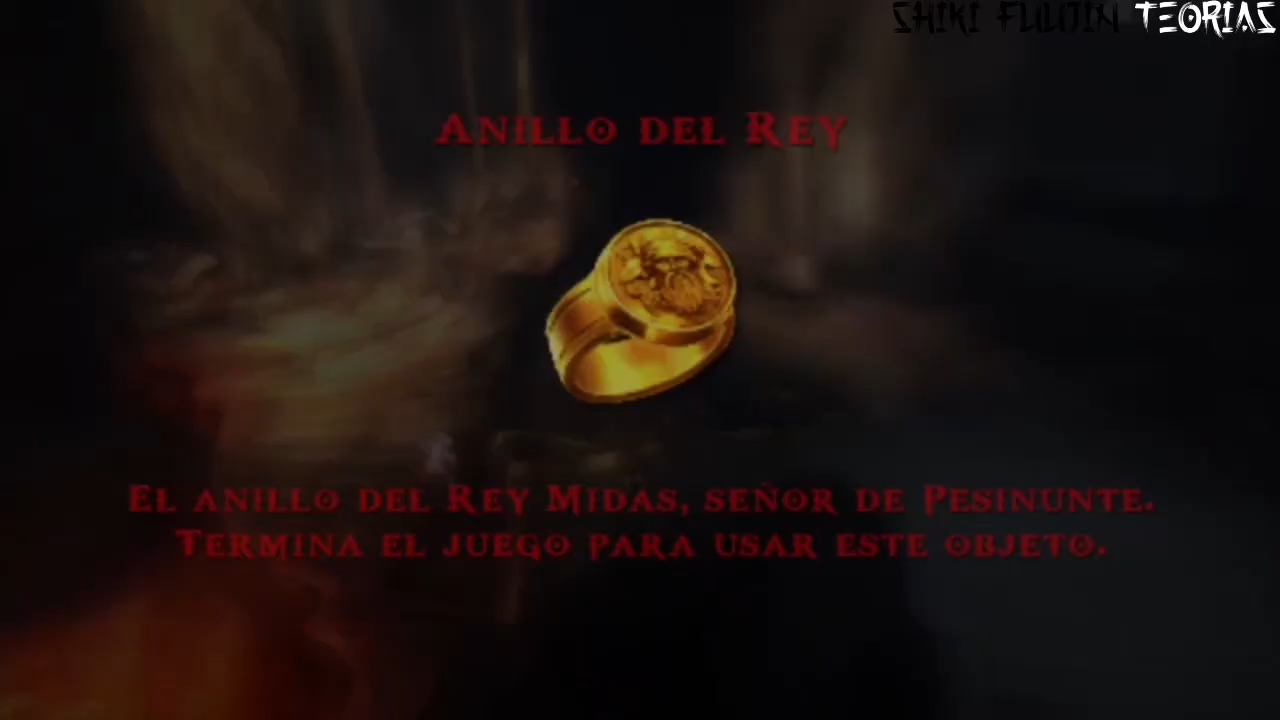 SHIKI FUUJIN TEORIAS
ANILLO DEL REY
EL ANILLO DEL REY MIDAS, SEÑOR DE PESINUNTE.
TERMINA EL JUEGO PARA USAR ESTE OBJETO.